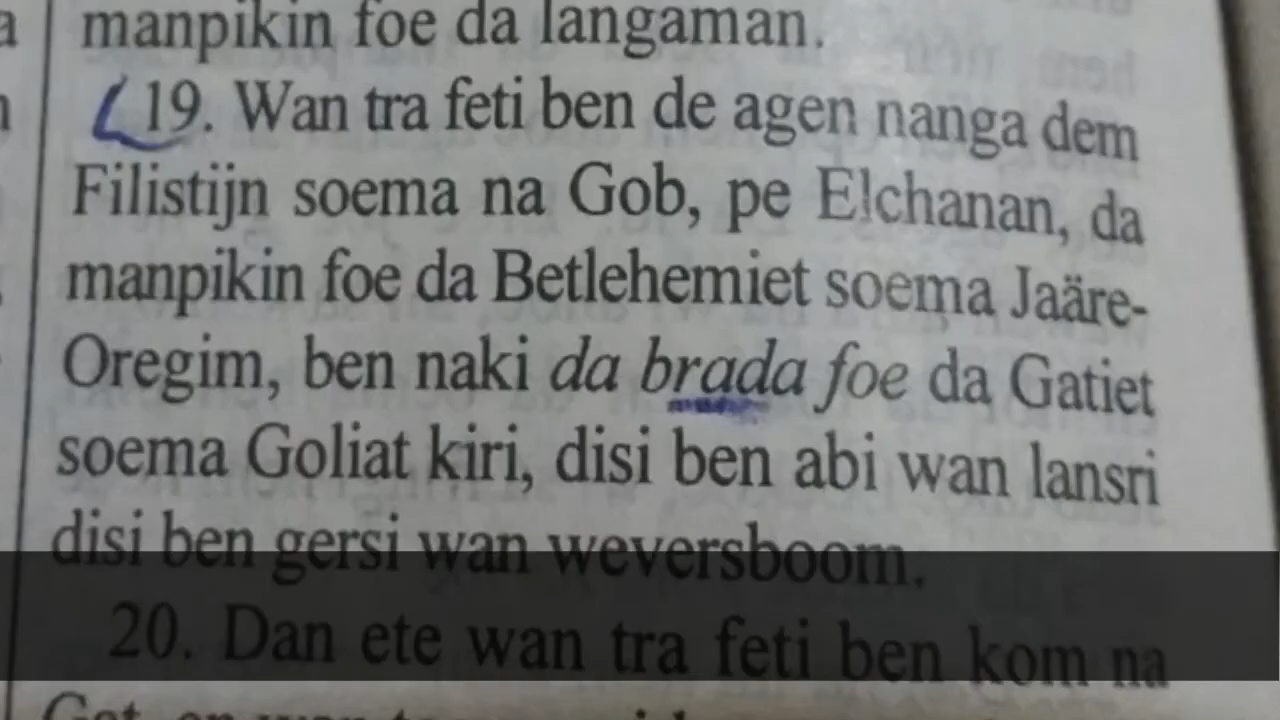 manpikin foe da langaman.
19. Wan tra feti ben de agen nanga dem
Filistijn soema na Gob, pe Elchanan, da
manpikin foe da Betlehemiet soema Jaäre-
Oregim, ben naki da brada foe da Gatiet
soema Goliat kiri, disi ben abi wan lansri
disi ben gersi wan weversboom.
20. Dan ete wan tra feti ben kom na